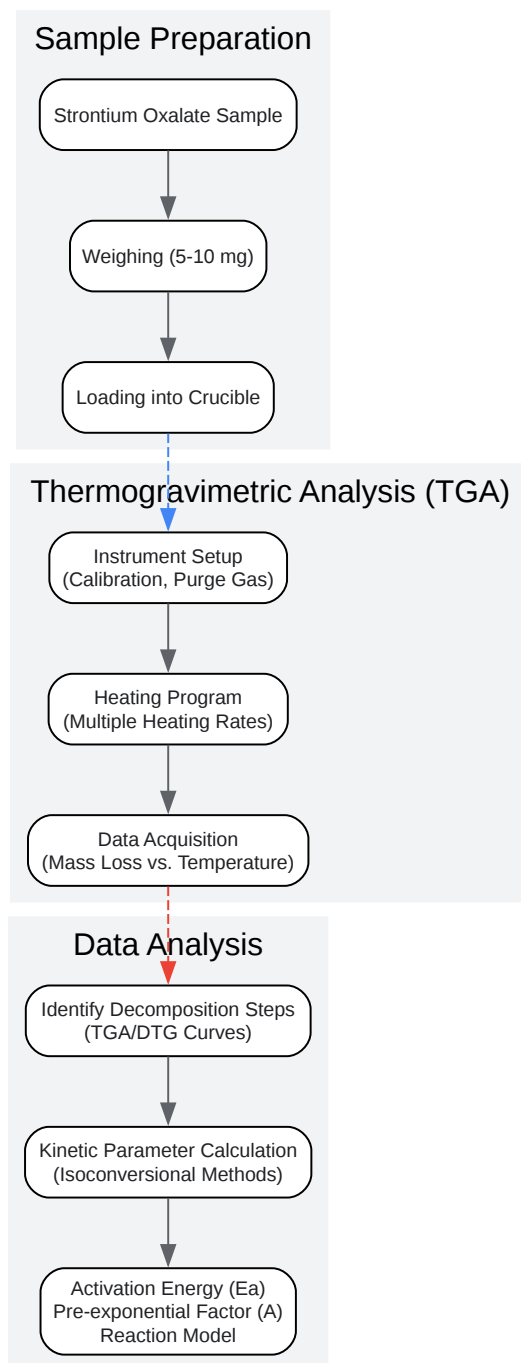 Sample Preparation
Strontium Oxalate Sample
Weighing (5-10 mg)
Loading into Crucible
Thermogravimetric Analysis (TGA)
Instrument Setup
(Calibration, Purge Gas)
Heating Program
(Multiple Heating Rates)
Data Acquisition
(Mass Loss vs. Temperature)
Data Analysis
Identify Decomposition Steps
(TGA/DTG Curves)
Kinetic Parameter Calculation
(Isoconversional Methods)
Activation Energy (Ea)
Pre-exponential Factor (A)
Reaction Model